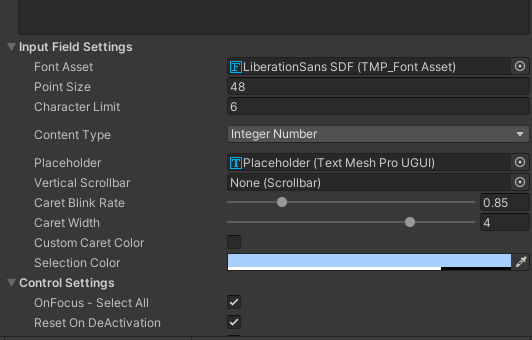 Input Field Settings
Font Asset LiberationSans SDF (TMP_Font Asset)
Point Size 48
Character Limit 6
Content Type Integer Number
Placeholder Placeholder (Text Mesh Pro UGUI)
Vertical Scrollbar None (Scrollbar)
Caret Blink Rate 0.85
Caret Width 4
Custom Caret Color
Selection Color
Control Settings
OnFocus - Select All
Reset On DeActivation